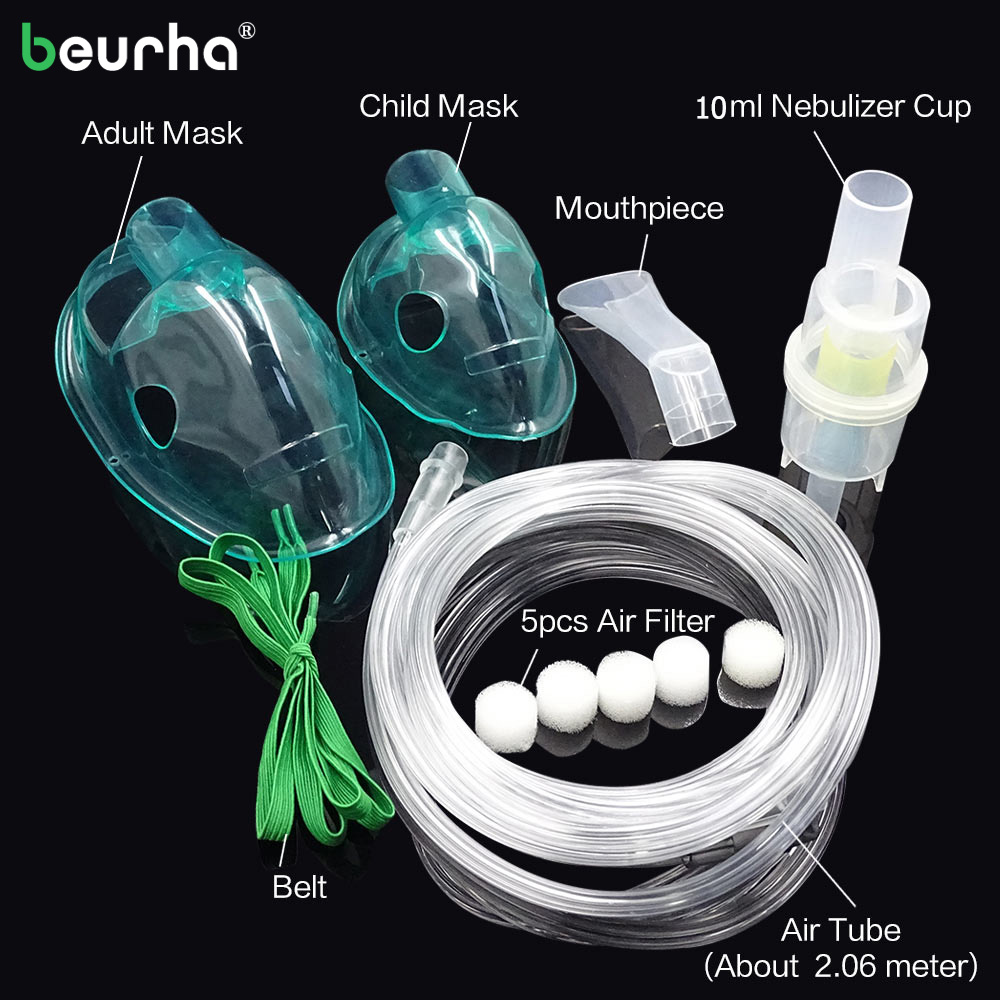 beurha®
Child Mask
10ml Nebulizer Cup
Adult Mask
Mouthpiece
5pcs Air Filter
Belt
Air Tube
(About 2.06 meter)